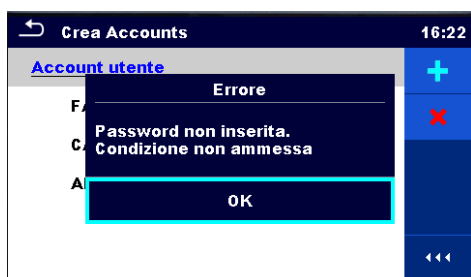 Crea Accounts 16:22
Account utente
Errore
Password non inserita.
Condizione non ammessa
OK